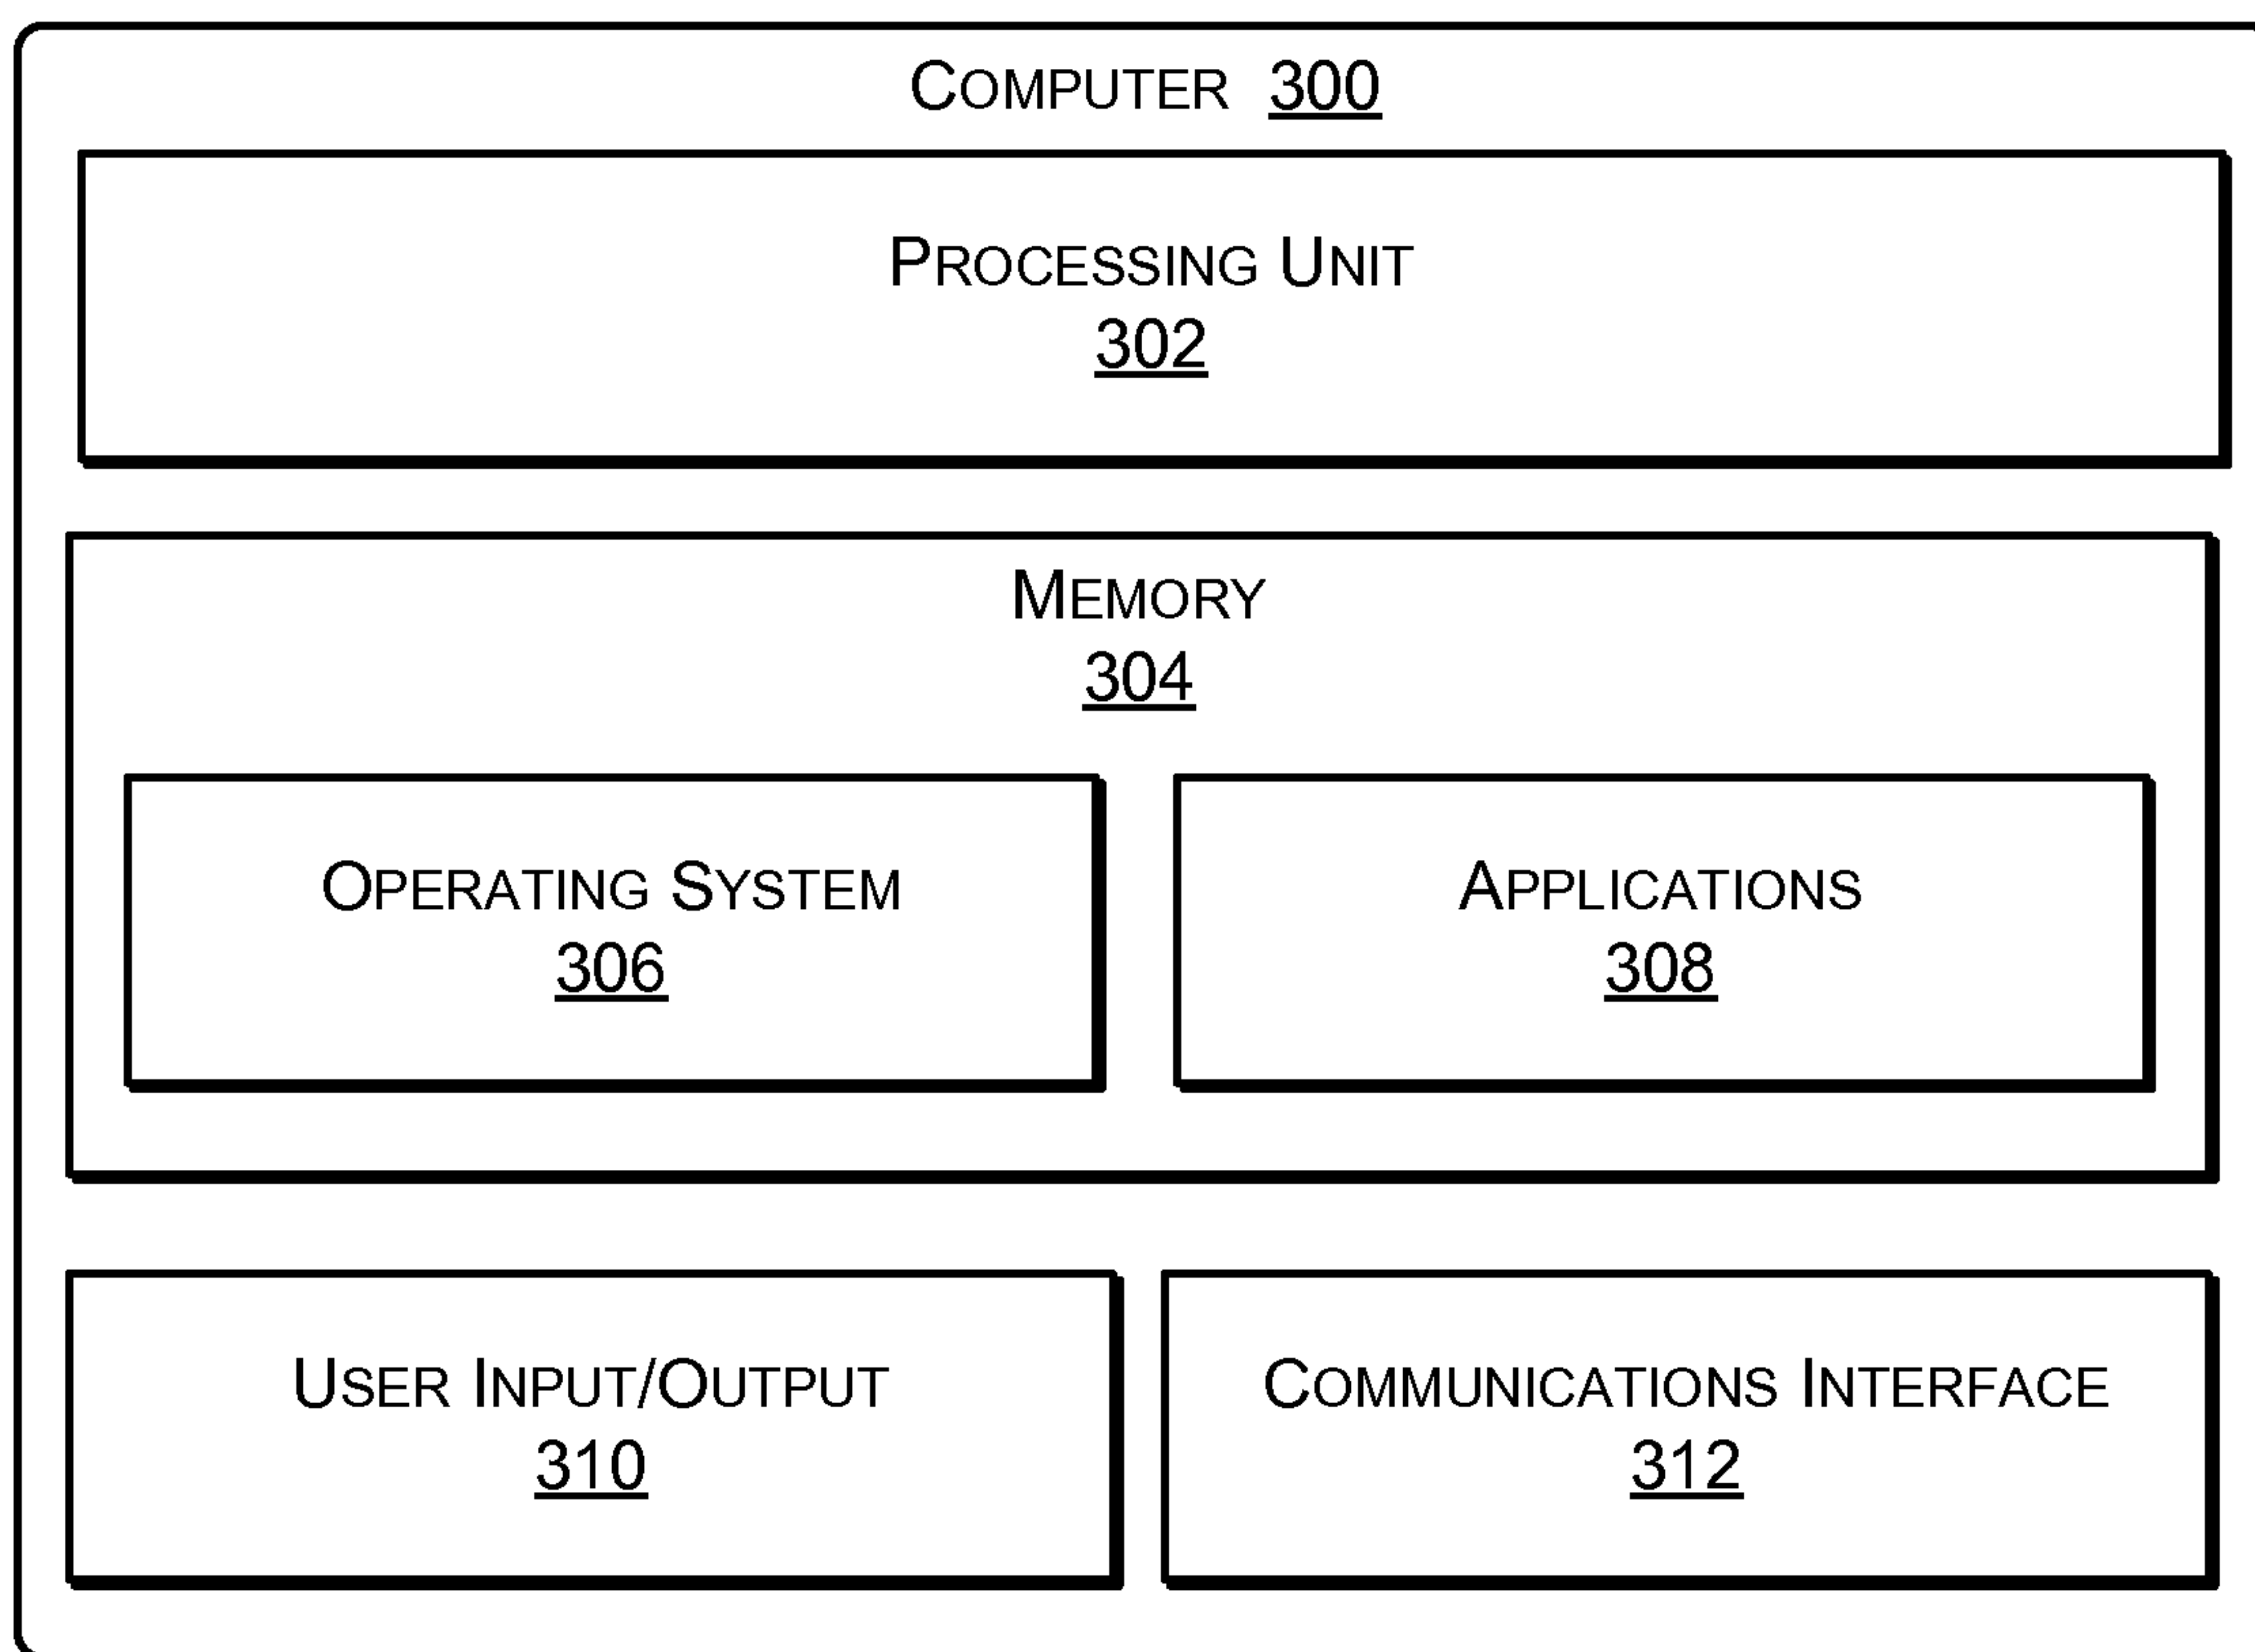 COMPUTER 300
PROCESSING UNIT
302
MEMORY
304
OPERATING SYSTEM
306
APPLICATIONS
308
USER INPUT/OUTPUT
310
COMMUNICATIONS INTERFACE
312